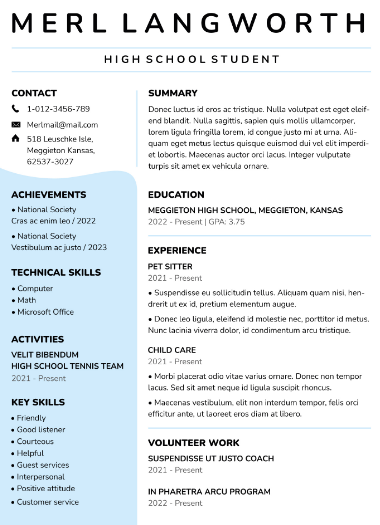 MERL LANGWORTH
HIGH SCHOOL STUDENT
CONTACT
1-012-3456-789
Merlmail@mail.com
518 Leuschke Isle,
Meggieton Kansas,
62537-3027
ACHIEVEMENTS
• National Society
Cras ac enim leo / 2022
• National Society
Vestibulum ac justo / 2023
TECHNICAL SKILLS
• Computer
• Math
• Microsoft Office
ACTIVITIES
VELIT BIBENDUM
HIGH SCHOOL TENNIS TEAM
2021 - Present
KEY SKILLS
• Friendly
• Good listener
• Courteous
• Helpful
• Guest services
• Interpersonal
• Positive attitude
• Customer service
SUMMARY
Donec luctus id eros ac tristique. Nulla volutpat est eget eleif-
end blandit. Nulla sagittis, sapien quis mollis ullamcorper,
lorem ligula fringilla lorem, id congue justo mi at urna. Ali-
quam eget metus lectus quisque euismod dui velit imperdi-
et lobortis. Maecenas auctor orci lacus. Integer vulputate
turpis sit amet ex vehicula ornare.
EDUCATION
MEGGIETON HIGH SCHOOL, MEGGIETON, KANSAS
2022 - Present | GPA: 3.75
EXPERIENCE
PET SITTER
2021 - Present
• Suspendisse eu sollicitudin tellus. Aliquam quam nisi, hen-
drerit ut ex id, pretium elementum augue.
• Donec leo ligula, eleifend id molestie nec, porttitor id metus.
Nunc lacinia viverra dolor, id condimentum arcu tristique.
CHILD CARE
2021 - Present
• Morbi placerat odio vitae varius ornare. Donec non tempor
lacus. Sed sit amet neque id ligula suscipit rhoncus.
• Maecenas vestibulum, elit non interdum tempor, felis orci
efficitur ante, ut laoreet eros diam at libero.
VOLUNTEER WORK
SUSPENDISSE UT JUSTO COACH
2021 - Present
IN PHARETRA ARCU PROGRAM
2022 - Present